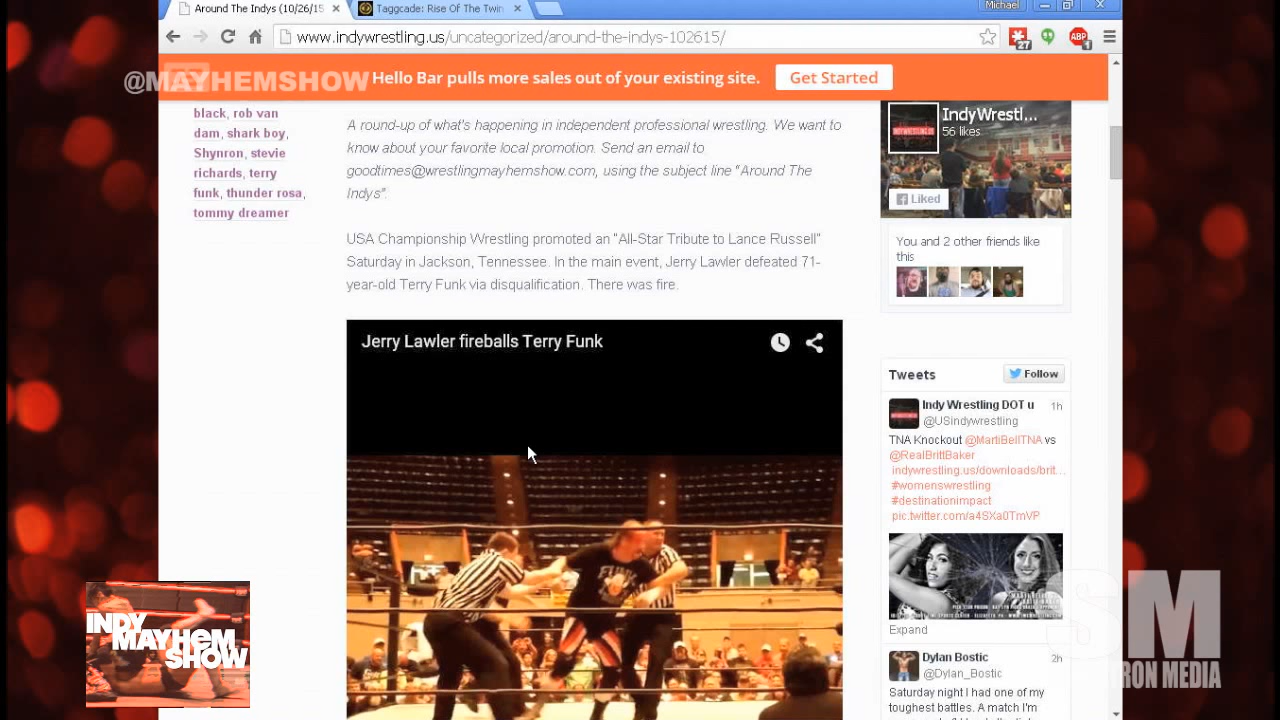 Around The Indys (10/26/15
Taggcade: Rise Of The Twin
Michael
www.indywrestling.us/uncategorized/around-the-indys-102615/
27
ABP
1
@MAYHEMSHOW
Hello Bar pulls more sales out of your existing site.
Get Started
black, rob van
dam, shark boy,
Shynron, stevie
richards, terry
funk, thunder rosa,
tommy dreamer
A round-up of what's happening in independent professional wrestling. We want to
know about your favorite local promotion. Send an email to
goodtimes@wrestlingmayhemshow.com, using the subject line "Around The
Indys".
USA Championship Wrestling promoted an "All-Star Tribute to Lance Russell"
Saturday in Jackson, Tennessee. In the main event, Jerry Lawler defeated 71-
year-old Terry Funk via disqualification. There was fire.
Jerry Lawler fireballs Terry Funk
FUNK
IndyWrestl...
56 likes
Liked
You and 2 other friends like
this
Tweets
Follow
Indy Wrestling DOT u
1h
@USindywrestling
TNA Knockout @MartiBellTNA vs
@RealBrittBaker
indywrestling.us/downloads/brit...
#womenswrestling
#destinationimpact
pic.twitter.com/a4SXa0TmVP
Expand
Dylan Bostic
2h
@Dylan_Bostic
Saturday night I had one of my
toughest battles. A match I'm
INDY
MAYHEM
SHOW
SM
TRON MEDIA